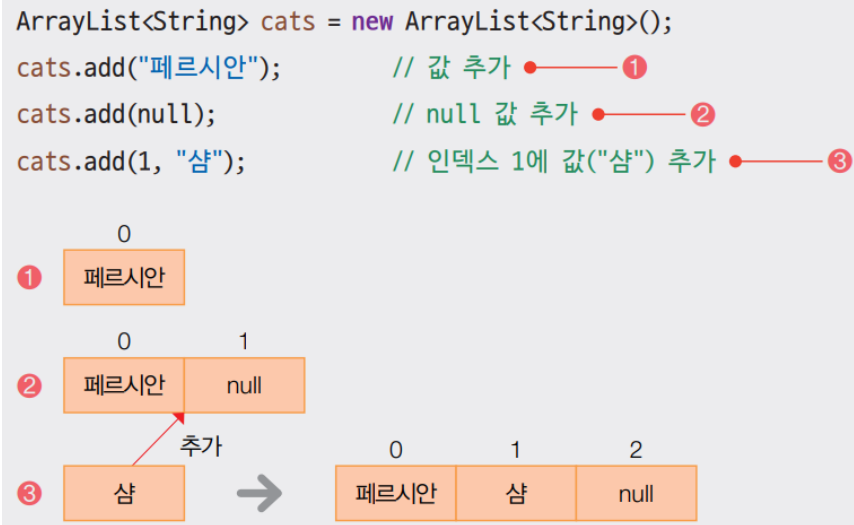 ArrayList<String> cats = new ArrayList<String>();
cats.add("페르시안"); // 값 추가 ❶
cats.add(null); // null 값 추가 ❷
cats.add(1, "샴"); // 인덱스 1에 값("샴") 추가 ❸
0
❶ 페르시안
0 1
❷ 페르시안 null
추가
0 1 2
❸ 샴 페르시안 샴 null